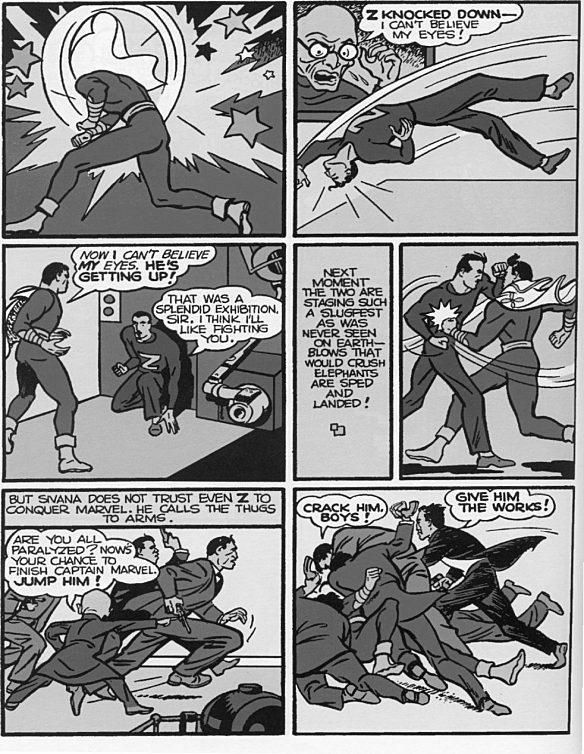 Z KNOCKED DOWN—
I CAN'T BELIEVE
MY EYES!
Z
NOW I CAN'T BELIEVE
MY EYES. HE'S
GETTING UP!
THAT WAS A
SPLENDID EXHIBITION,
SIR. I THINK I'LL
LIKE FIGHTING
YOU.
Z
NEXT
MOMENT
THE TWO ARE
STAGING SUCH
A SLUGFEST
AS WAS
NEVER SEEN
ON EARTH—
BLOWS THAT
WOULD CRUSH
ELEPHANTS
ARE SPED
AND
LANDED!
BUT SIVANA DOES NOT TRUST EVEN Z TO
CONQUER MARVEL. HE CALLS THE THUGS
TO ARMS.
ARE YOU ALL
PARALYZED? NOW'S
YOUR CHANCE TO
FINISH CAPTAIN MARVEL.
JUMP HIM!
CRACK HIM,
BOYS!
GIVE HIM
THE WORKS!